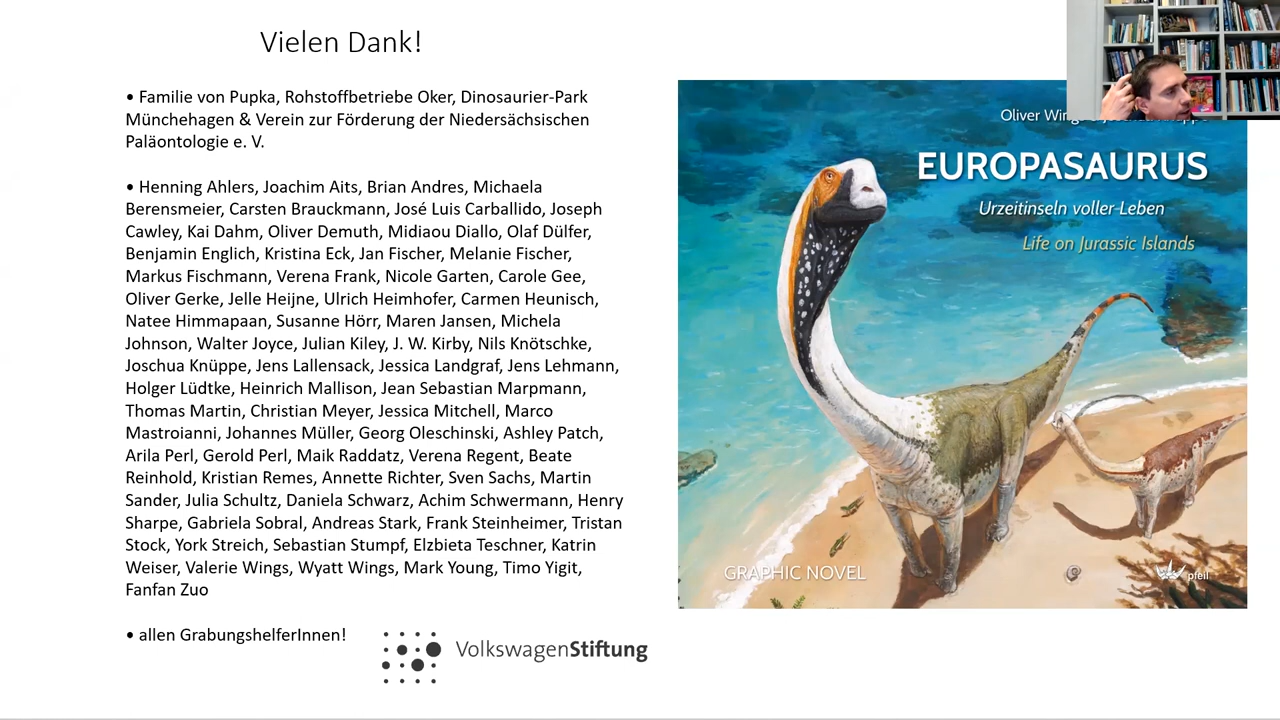 Vielen Dank!
• Familie von Pupka, Rohstoffbetriebe Oker, Dinosaurier-Park
Münchehagen & Verein zur Förderung der Niedersächsischen
Paläontologie e. V.
• Henning Ahlers, Joachim Aits, Brian Andres, Michaela
Berensmeier, Carsten Brauckmann, José Luis Carballido, Joseph
Cawley, Kai Dahm, Oliver Demuth, Midiaou Diallo, Olaf Dülfer,
Benjamin Englich, Kristina Eck, Jan Fischer, Melanie Fischer,
Markus Fischmann, Verena Frank, Nicole Garten, Carole Gee,
Oliver Gerke, Jelle Heijne, Ulrich Heimhofer, Carmen Heunisch,
Natee Himmapaan, Susanne Hörr, Maren Jansen, Michela
Johnson, Walter Joyce, Julian Kiley, J. W. Kirby, Nils Knötschke,
Joschua Knüppe, Jens Lallensack, Jessica Landgraf, Jens Lehmann,
Holger Lüdtke, Heinrich Mallison, Jean Sebastian Marpmann,
Thomas Martin, Christian Meyer, Jessica Mitchell, Marco
Mastroianni, Johannes Müller, Georg Oleschinski, Ashley Patch,
Arila Perl, Gerold Perl, Maik Raddatz, Verena Regent, Beate
Reinhold, Kristian Remes, Annette Richter, Sven Sachs, Martin
Sander, Julia Schultz, Daniela Schwarz, Achim Schwermann, Henry
Sharpe, Gabriela Sobral, Andreas Stark, Frank Steinheimer, Tristan
Stock, York Streich, Sebastian Stumpf, Elzbieta Teschner, Katrin
Weiser, Valerie Wings, Wyatt Wings, Mark Young, Timo Yigit,
Fanfan Zuo
• allen GrabungshelferInnen!
VolkswagenStiftung
Oliver
EUROPASAURUS
Urzeitinseln voller Leben
Life on Jurassic Islands
GRAPHIC NOVEL
pfeil